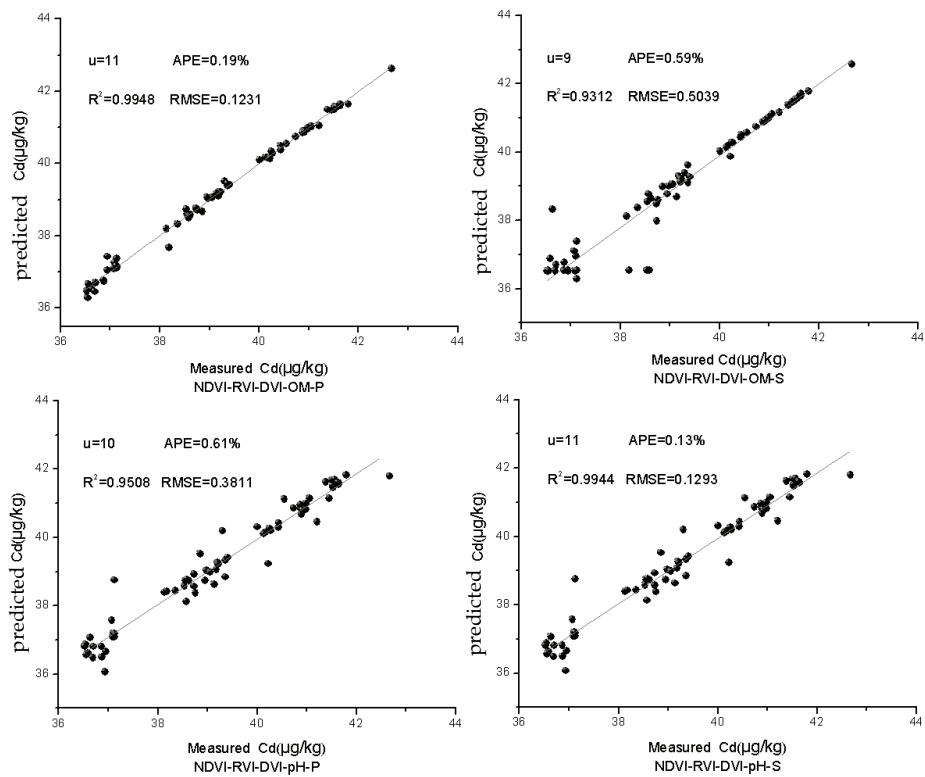 44
42
40
38
36
u=11 APE=0.19%
R²=0.9948 RMSE=0.1231
predicted Cd(µg/kg)
36 38 40 42 44
Measured Cd(µg/kg)
NDVI-RVI-DVI-OM-P
44
42
40
38
36
u=9 APE=0.59%
R²=0.9312 RMSE=0.5039
predicted Cd(µg/kg)
36 38 40 42 44
Measured Cd(µg/kg)
NDVI-RVI-DVI-OM-S
44
42
40
38
36
u=10 APE=0.61%
R²=0.9508 RMSE=0.3811
predicted Cd(µg/kg)
36 38 40 42 44
Measured Cd(µg/kg)
NDVI-RVI-DVI-pH-P
44
42
40
38
36
u=11 APE=0.13%
R²=0.9944 RMSE=0.1293
predicted Cd(µg/kg)
36 38 40 42 44
Measured Cd(µg/kg)
NDVI-RVI-DVI-pH-S